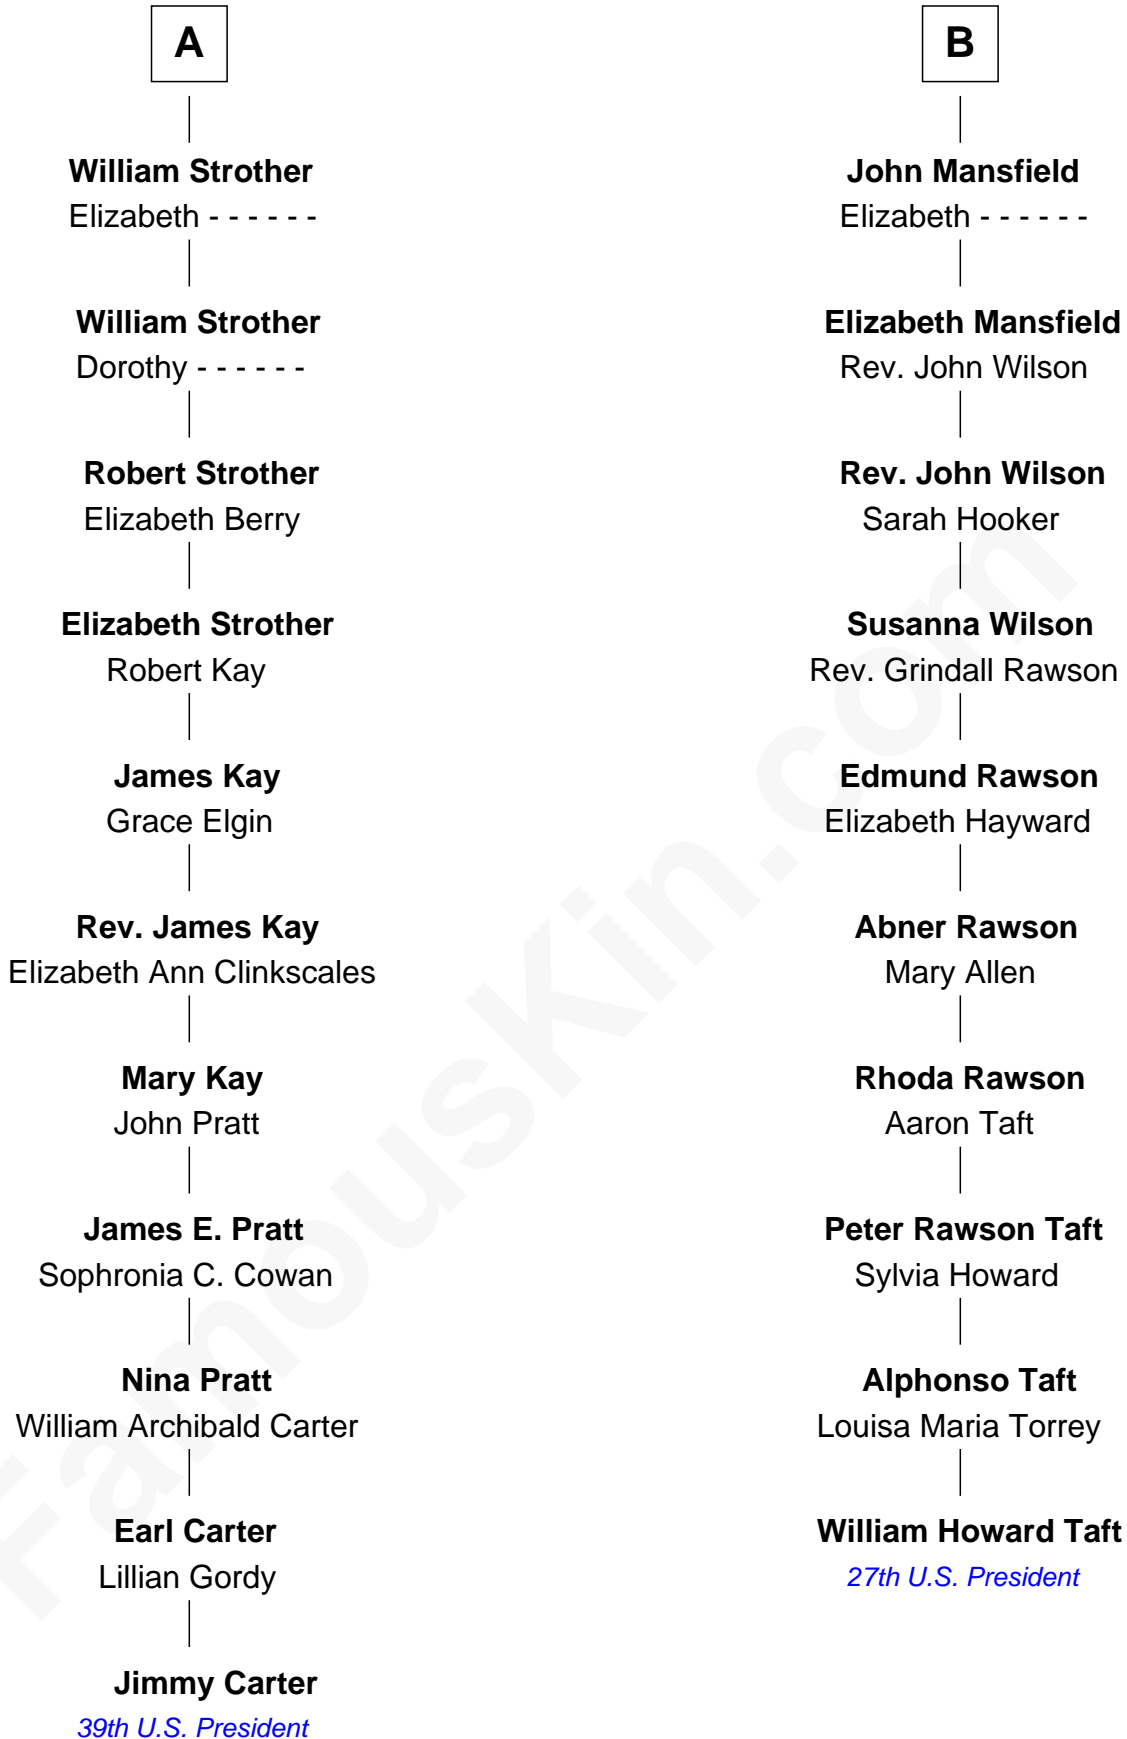 A
William Strother
Elizabeth - - - - - -
William Strother
Dorothy - - - - - -
Robert Strother
Elizabeth Berry
Elizabeth Strother
Robert Kay
James Kay
Grace Elgin
Rev. James Kay
Elizabeth Ann Clinkscales
Mary Kay
John Pratt
James E. Pratt
Sophronia C. Cowan
Nina Pratt
William Archibald Carter
Earl Carter
Lillian Gordy
Jimmy Carter
39th U.S. President
B
John Mansfield
Elizabeth - - - - - -
Elizabeth Mansfield
Rev. John Wilson
Rev. John Wilson
Sarah Hooker
Susanna Wilson
Rev. Grindall Rawson
Edmund Rawson
Elizabeth Hayward
Abner Rawson
Mary Allen
Rhoda Rawson
Aaron Taft
Peter Rawson Taft
Sylvia Howard
Alphonso Taft
Louisa Maria Torrey
William Howard Taft
27th U.S. President
FamousKin.com